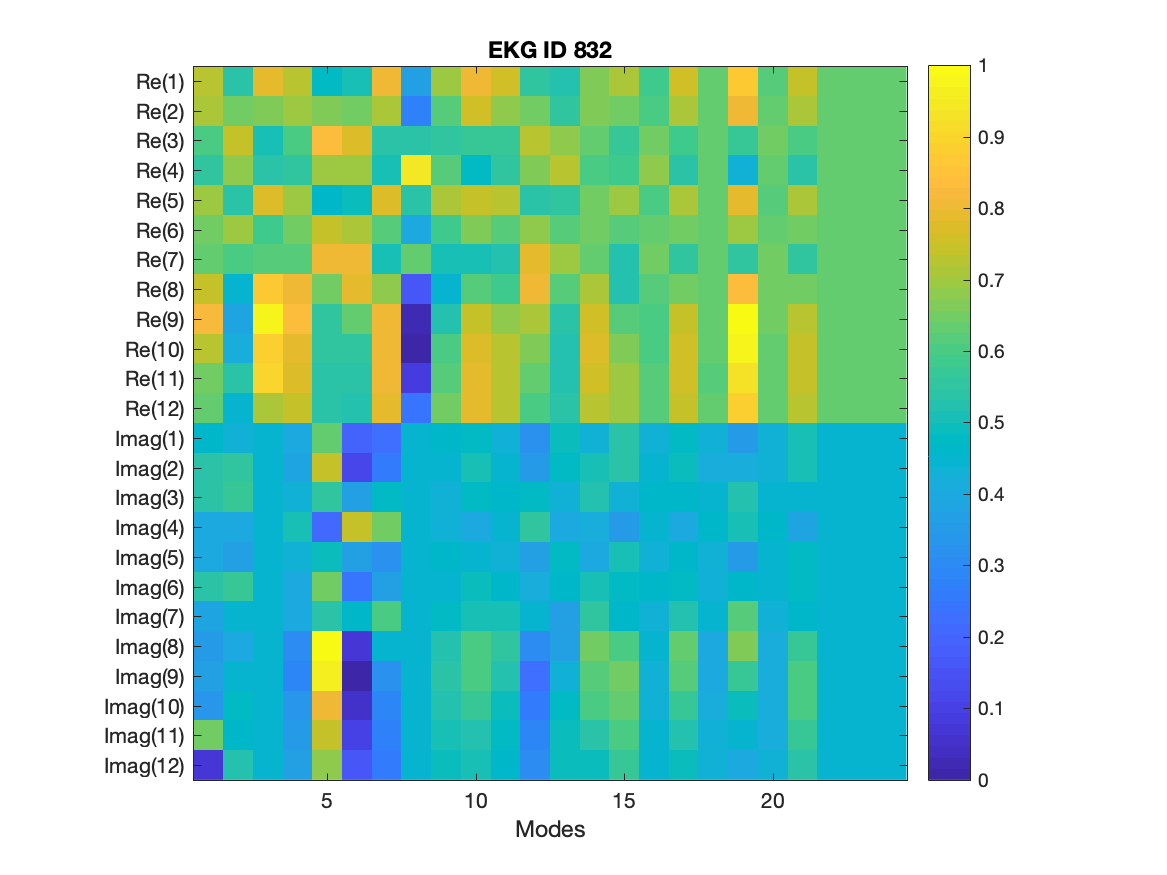 EKG ID 832
Re(1)
Re(2)
Re(3)
Re(4)
Re(5)
Re(6)
Re(7)
Re(8)
Re(9)
Re(10)
Re(11)
Re(12)
Imag(1)
Imag(2)
Imag(3)
Imag(4)
Imag(5)
Imag(6)
Imag(7)
Imag(8)
Imag(9)
Imag(10)
Imag(11)
Imag(12)
5 10 15 20
Modes
1
0.9
0.8
0.7
0.6
0.5
0.4
0.3
0.2
0.1
0